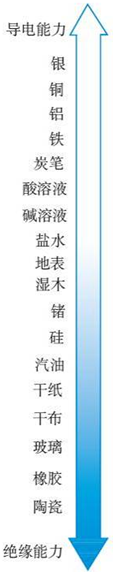 导电能力
银
铜
铝
铁
炭笔
酸溶液
碱溶液
盐水
地表
湿木
锗
硅
汽油
干纸
干布
玻璃
橡胶
陶瓷
绝缘能力